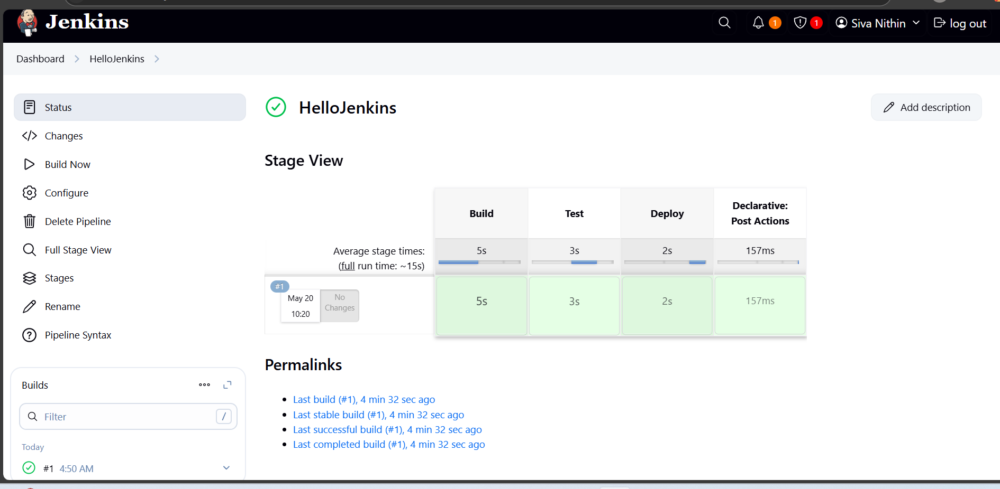 Jenkins
1
1
Siva Nithin
log out
Dashboard
HelloJenkins
Status
Changes
Build Now
Configure
Delete Pipeline
Full Stage View
Stages
Rename
Pipeline Syntax
Builds
Filter
/
Today
#1 4:50 AM
HelloJenkins
Add description
Stage View
Build
Test
Deploy
Declarative:
Post Actions
Average stage times:
(full run time: ~15s)
5s
3s
2s
157ms
#1
May 20
10:20
No
Changes
5s
3s
2s
157ms
Permalinks
Last build (#1), 4 min 32 sec ago
Last stable build (#1), 4 min 32 sec ago
Last successful build (#1), 4 min 32 sec ago
Last completed build (#1), 4 min 32 sec ago